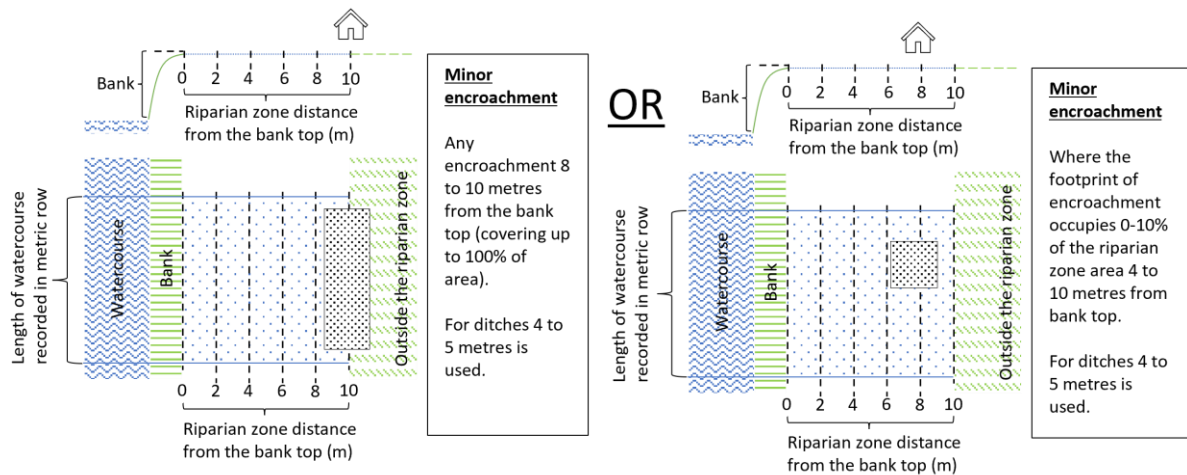 Bank
0 2 4 6 8 10
Riparian zone distance
from the bank top (m)
Length of watercourse
recorded in metric row
Watercourse
Bank
Outside the riparian zone
0 2 4 6 8 10
Riparian zone distance
from the bank top (m)
Minor
encroachment
Any
encroachment 8
to 10 metres
from the bank
top (covering up
to 100% of
area).
For ditches 4 to
5 metres is
used.
OR
Bank
0 2 4 6 8 10
Riparian zone distance
from the bank top (m)
Length of watercourse
recorded in metric row
Watercourse
Bank
Outside the riparian zone
0 2 4 6 8 10
Riparian zone distance
from the bank top (m)
Minor
encroachment
Where the
footprint of
encroachment
occupies 0-10%
of the riparian
zone area 4 to
10 metres from
bank top.
For ditches 4 to
5 metres is
used.